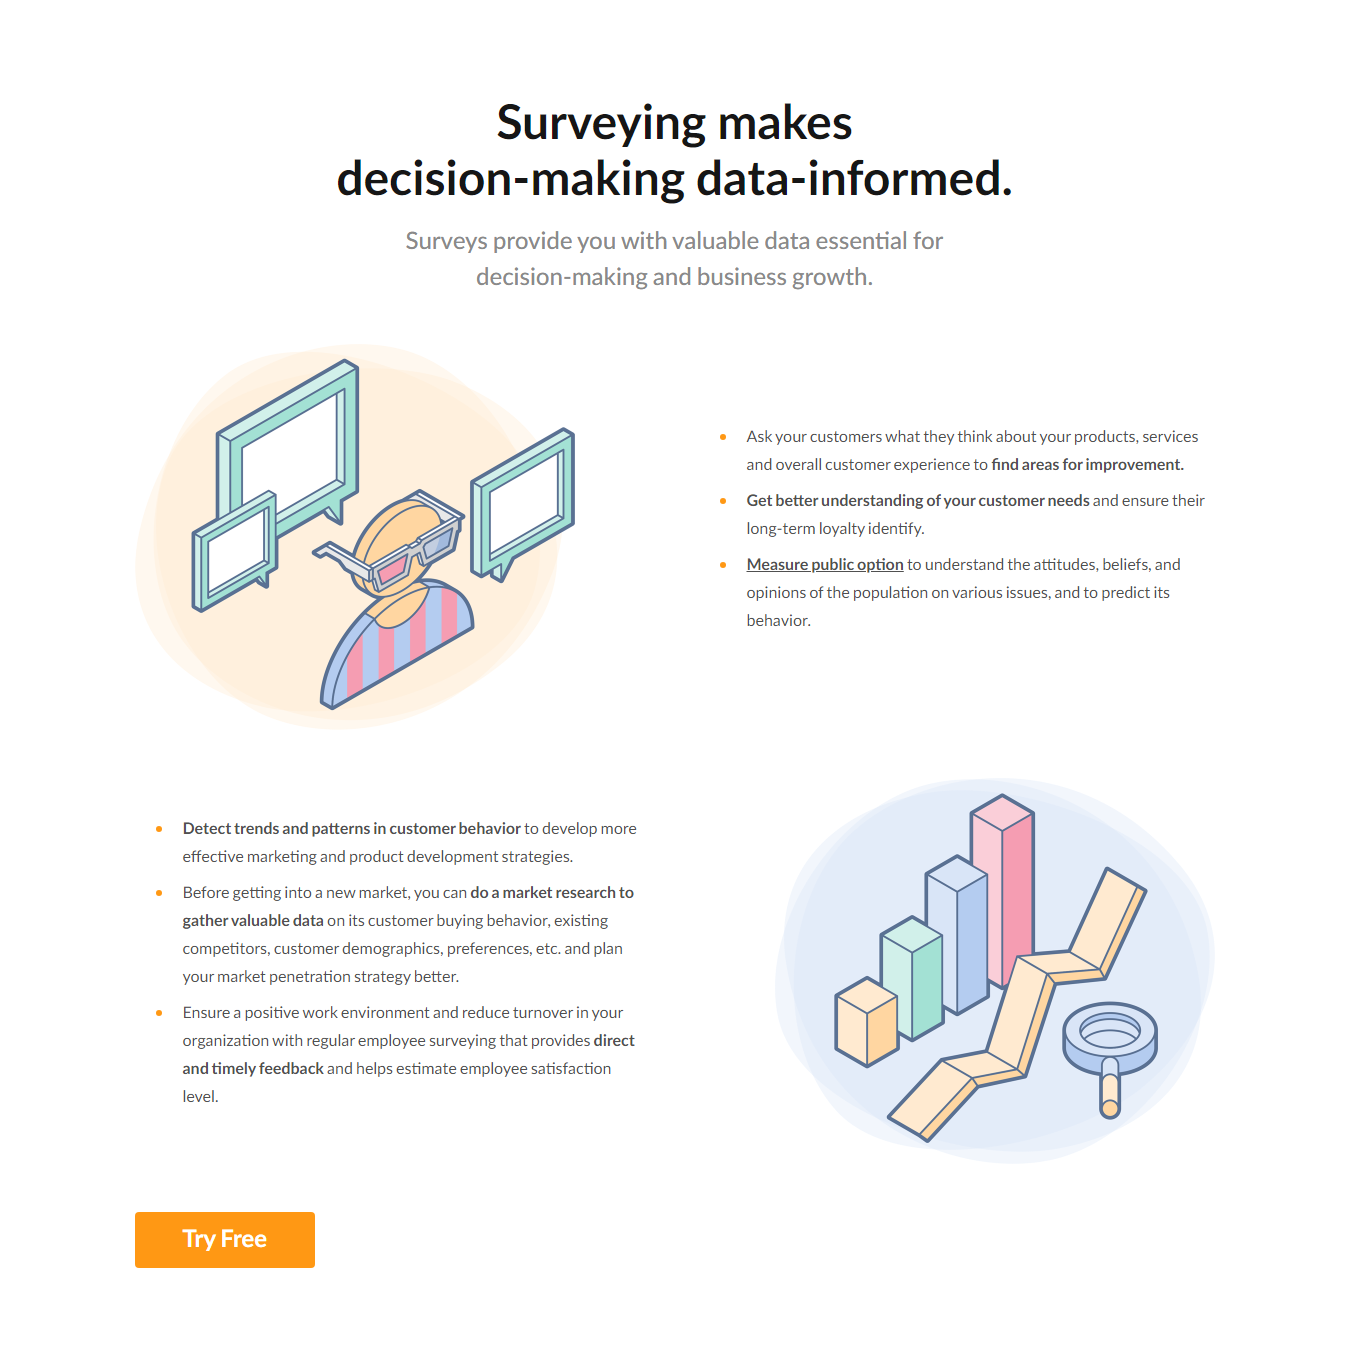 Surveying makes
decision-making data-informed.
Surveys provide you with valuable data essential for
decision-making and business growth.
Ask your customers what they think about your products, services
and overall customer experience to find areas for improvement.
Get better understanding of your customer needs and ensure their
long-term loyalty identify.
Measure public option to understand the attitudes, beliefs, and
opinions of the population on various issues, and to predict its
behavior.
Detect trends and patterns in customer behavior to develop more
effective marketing and product development strategies.
Before getting into a new market, you can do a market research to
gather valuable data on its customer buying behavior, existing
competitors, customer demographics, preferences, etc. and plan
your market penetration strategy better.
Ensure a positive work environment and reduce turnover in your
organization with regular employee surveying that provides direct
and timely feedback and helps estimate employee satisfaction
level.
Try Free